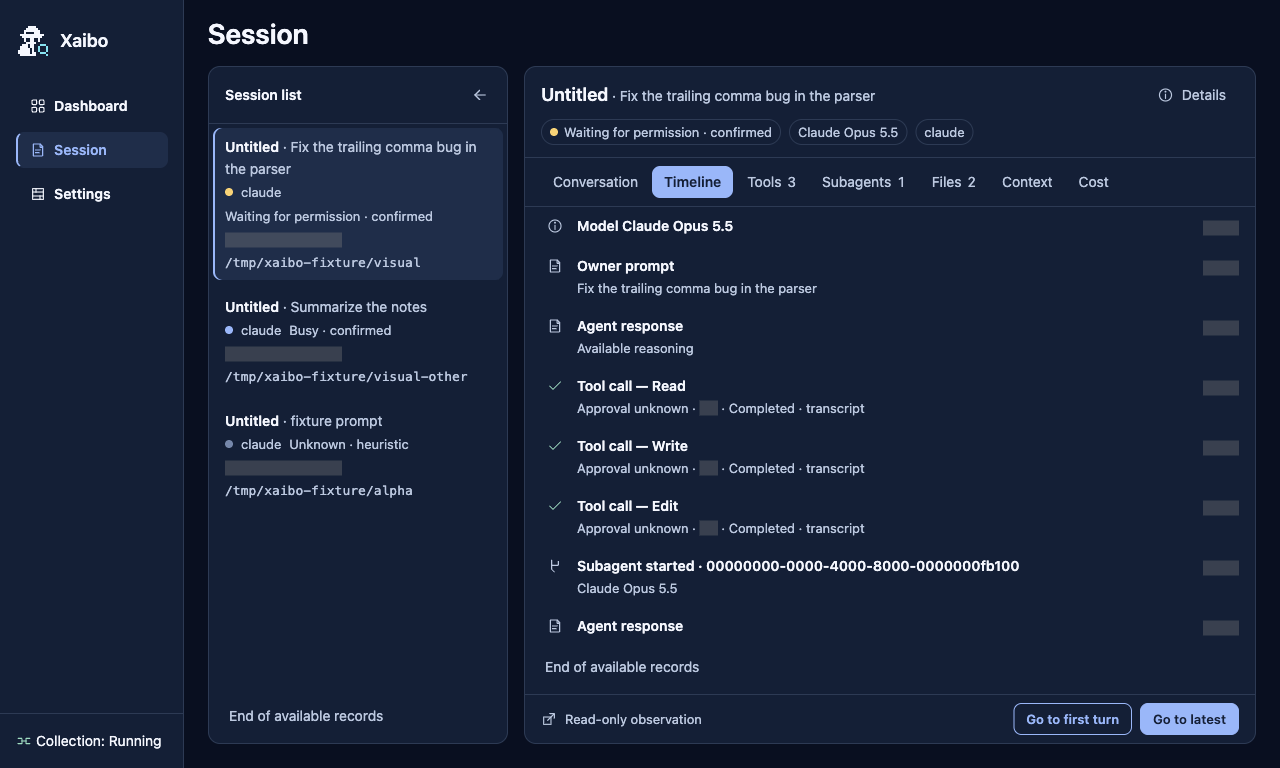 Xaibo
Dashboard
Session
Settings
Collection: Running
Session
Session list
Untitled · Fix the trailing comma bug in
the parser
claude
Waiting for permission · confirmed
/tmp/xaibo-fixture/visual
Untitled · Summarize the notes
claude Busy · confirmed
/tmp/xaibo-fixture/visual-other
Untitled · fixture prompt
claude Unknown · heuristic
/tmp/xaibo-fixture/alpha
End of available records
Untitled · Fix the trailing comma bug in the parser
Details
Waiting for permission · confirmed
Claude Opus 5.5
claude
Conversation
Timeline
Tools 3
Subagents 1
Files 2
Context
Cost
Model Claude Opus 5.5
Owner prompt
Fix the trailing comma bug in the parser
Agent response
Available reasoning
Tool call — Read
Approval unknown · · Completed · transcript
Tool call — Write
Approval unknown · · Completed · transcript
Tool call — Edit
Approval unknown · · Completed · transcript
Subagent started · 00000000-0000-4000-8000-0000000fb100
Claude Opus 5.5
Agent response
End of available records
Read-only observation
Go to first turn
Go to latest